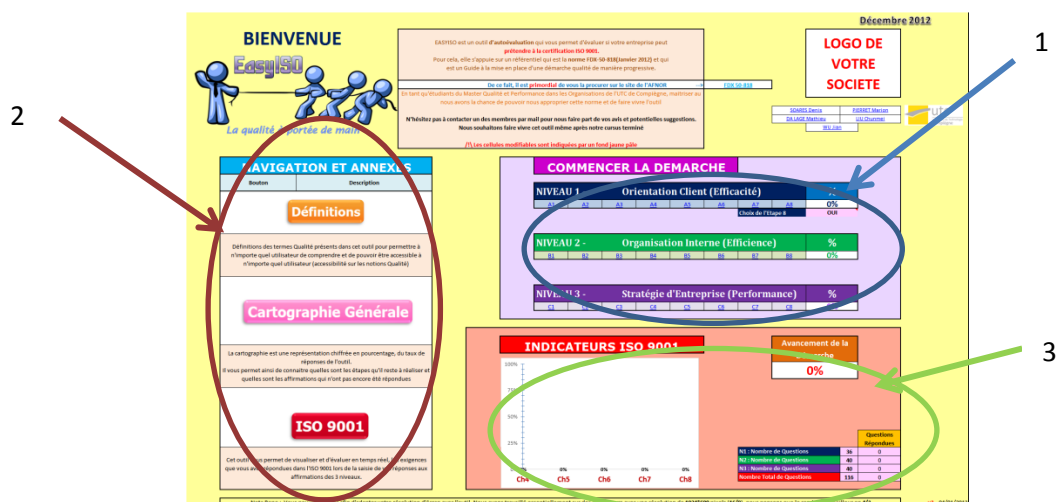 Décembre 2012
BIENVENUE
EasyISO
La qualité à portée de main
EASYISO est un outil d'autoévaluation qui vous permet d'évaluer si votre entreprise peut
prétendre à la certification ISO 9001.
Pour cela, elle s'appure sur un référentiel qui est la norme FDX-50-818(Janvier 2012) et qui
est un Guide à la mise en place d'une démarche qualité de manière progressive.
De ce fait, il est primordial de vous la procurer sur le site de l'AFNOR --> FDX-50-818
En tant qu'étudiants du Master Qualité et Performance dans les Organisations de l'UTC de Compiègne, maitriser au
nous avons la chance de pouvoir nous approprier cette norme et de faire vivre l'outil
N'hésitez pas à contacter un des membres par mail pour nous faire part de vos avis et potentielles suggestions.
Nous souhaitons faire vivre cet outil même après notre cursus terminé
/!\ Les cellules modifiables sont indiquées par un fond jaune pâle
LOGO DE
VOTRE
SOCIETE
SOARES Denis PIERRET Marion
DA LAGE Mathieu LIU Chunmei
utc
1
2
3
NAVIGATION ET ANNEXES
Bouton Description
Définitions
Définitions des termes Qualité présents dans cet outil pour permettre à
n'importe quel utilisateur de comprendre et de pouvoir être accessible à
n'importe quel utilisateur (accessibilité sur les notions Qualité)
Cartographie Générale
La cartographie est une représentation chiffrée en pourcentage, du taux de
réponses de l'outil.
Il vous permet ainsi de connaitre quelles sont les étapes qu'il reste à réaliser et
quelles sont les affirmations qui n'ont pas encore été répondues
ISO 9001
Cet outil vous permet de visualiser et d'évaluer en temps réel, les exigences
que vous avez répondues dans l'ISO 9001 lors de la saisie de vos réponses aux
affirmations des 3 niveaux.
COMMENCER LA DEMARCHE
NIVEAU 1 - Orientation Client (Efficacité) %
A1 A2 A3 A4 A5 A6 A7 A8 0%
Choix de l'Etape 8 OUI
NIVEAU 2 - Organisation Interne (Efficience) %
B1 B2 B3 B4 B5 B6 B7 B8 0%
NIVEAU 3 - Stratégie d'Entreprise (Performance) %
C1 C2 C3 C4 C5 C6 C7 C8
INDICATEURS ISO 9001
Avancement de la
démarche
0%
100%
75%
50%
25%
0% 0% 0% 0% 0%
Ch4 Ch5 Ch6 Ch7 Ch8
Questions
Répondues
N1 : Nombre de Questions 36 0
N2 : Nombre de Questions 40 0
N3 : Nombre de Questions 40 0
Nombre Total de Questions 116 0